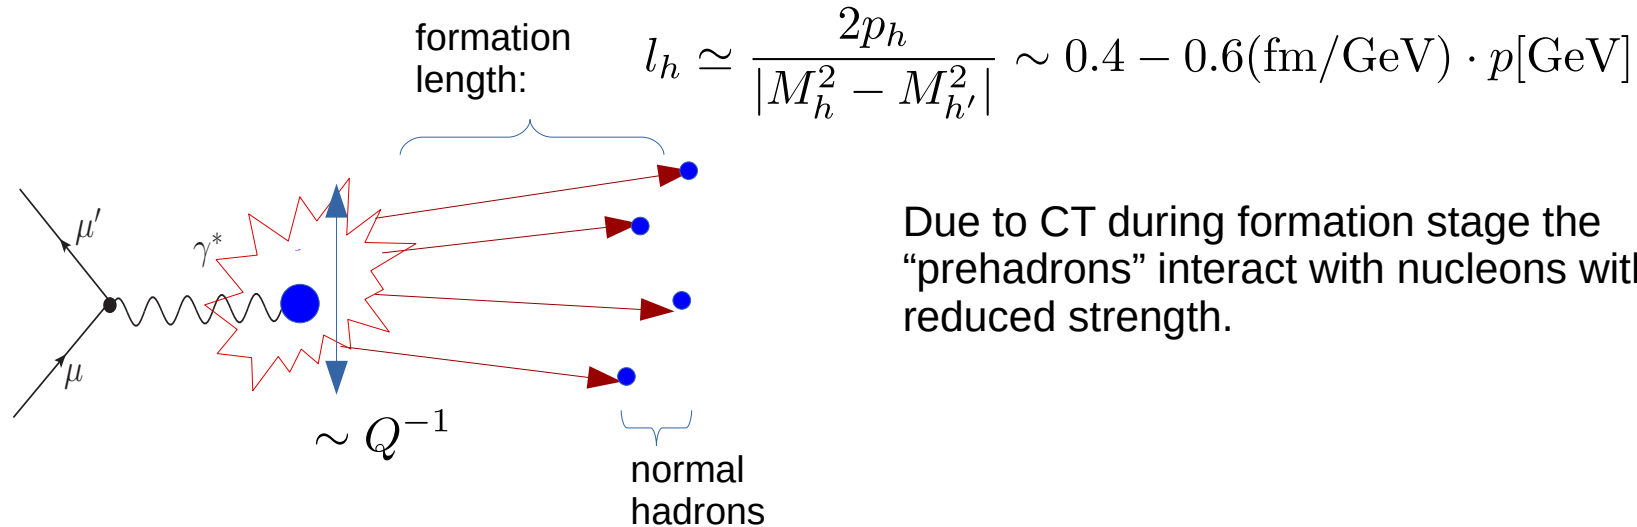 formation
length:
l_h ≃ 2p_h / |M_h^2 − M_{h'}^2| ∼ 0.4 − 0.6(fm/GeV) · p[GeV]
μ′
γ*
μ
∼ Q^{−1}
normal
hadrons
Due to CT during formation stage the
“prehadrons” interact with nucleons wit
reduced strength.